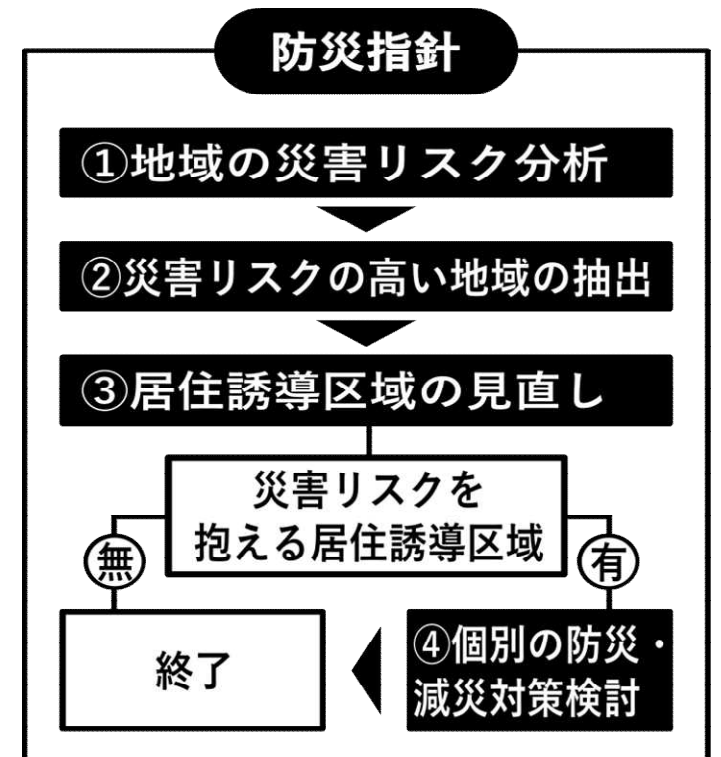 防災指針
①地域の災害リスク分析
②災害リスクの高い地域の抽出
③居住誘導区域の見直し
災害リスクを
抱える居住誘導区域
無
有
終了
④個別の防災・
減災対策検討